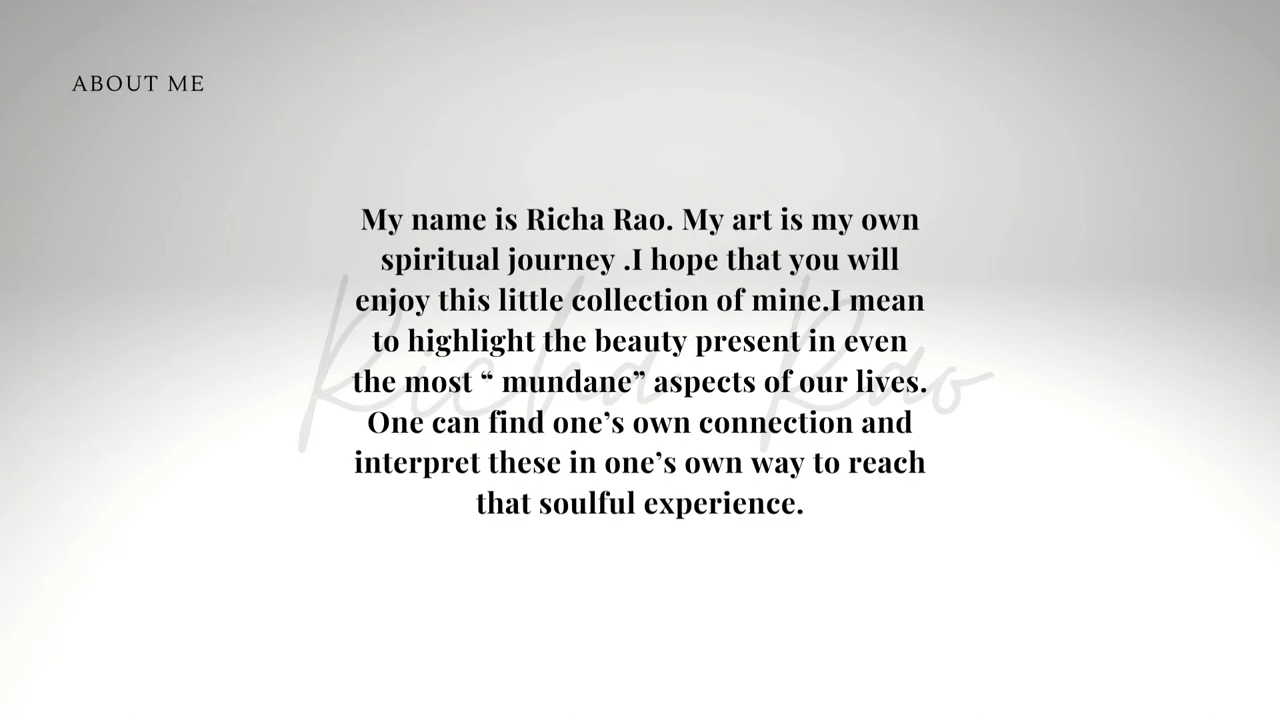 ABOUT ME
My name is Richa Rao. My art is my own
spiritual journey .I hope that you will
enjoy this little collection of mine.I mean
to highlight the beauty present in even
the most “ mundane” aspects of our lives.
One can find one’s own connection and
interpret these in one’s own way to reach
that soulful experience.
Richa Rao